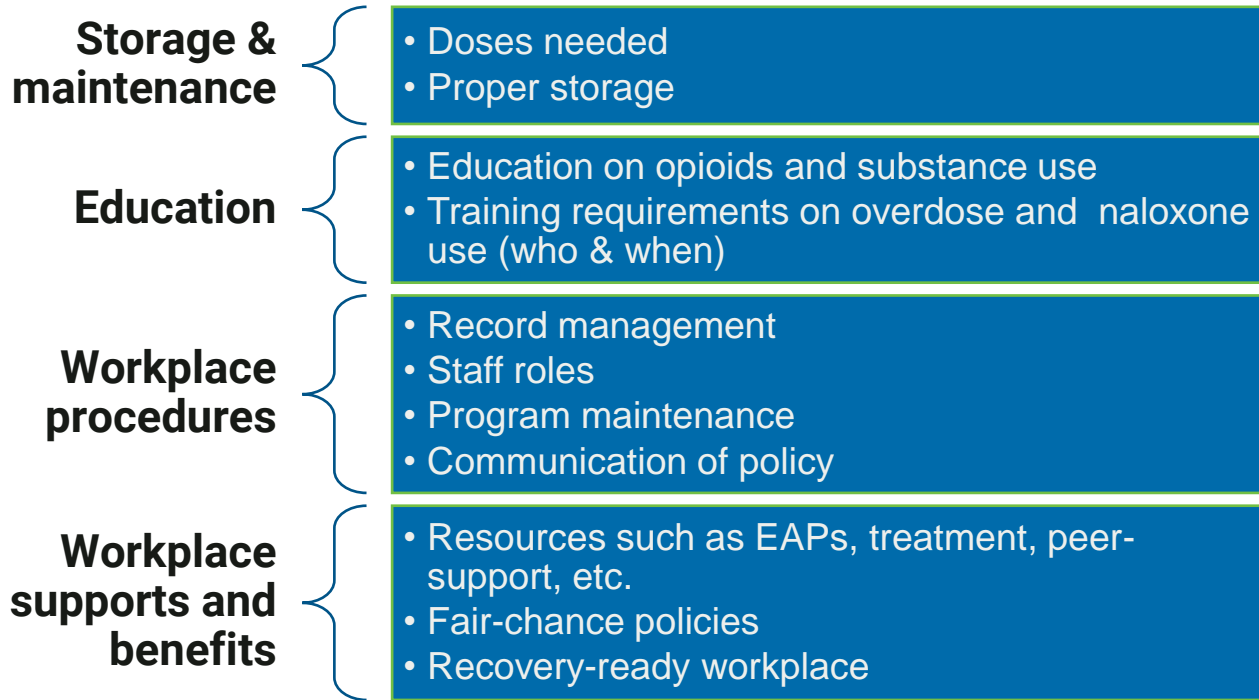 Storage &
maintenance
• Doses needed
• Proper storage
Education
• Education on opioids and substance use
• Training requirements on overdose and  naloxone
use (who & when)
Workplace
procedures
• Record management
• Staff roles
• Program maintenance
• Communication of policy
Workplace
supports and
benefits
• Resources such as EAPs, treatment, peer-
support, etc.
• Fair-chance policies
• Recovery-ready workplace